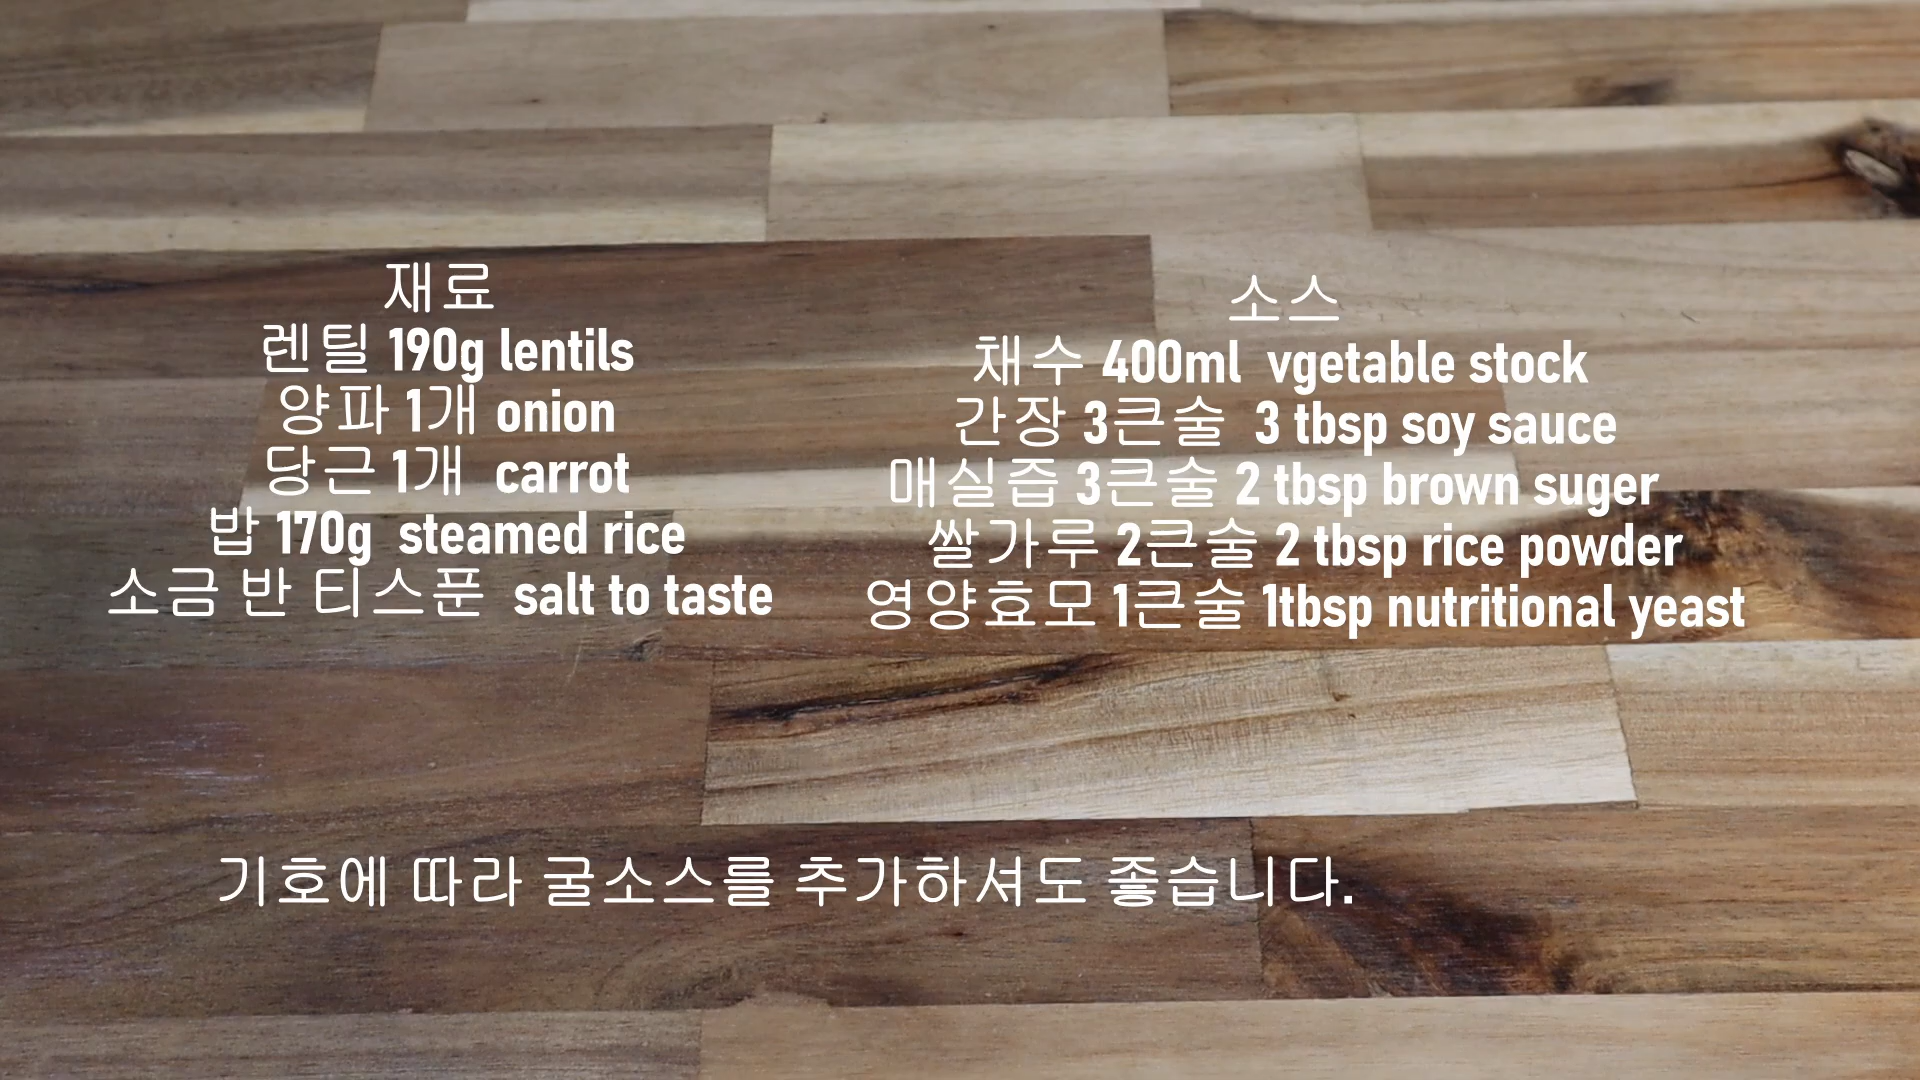 재료
렌틸 190g lentils
양파 1개 onion
당근 1개 carrot
밥 170g steamed rice
소금 반 티스푼 salt to taste
소스
채수 400ml vgetable stock
간장 3큰술 3 tbsp soy sauce
매실즙 3큰술 2 tbsp brown suger
쌀가루 2큰술 2 tbsp rice powder
영양효모 1큰술 1tbsp nutritional yeast
기호에 따라 굴소스를 추가하셔도 좋습니다.